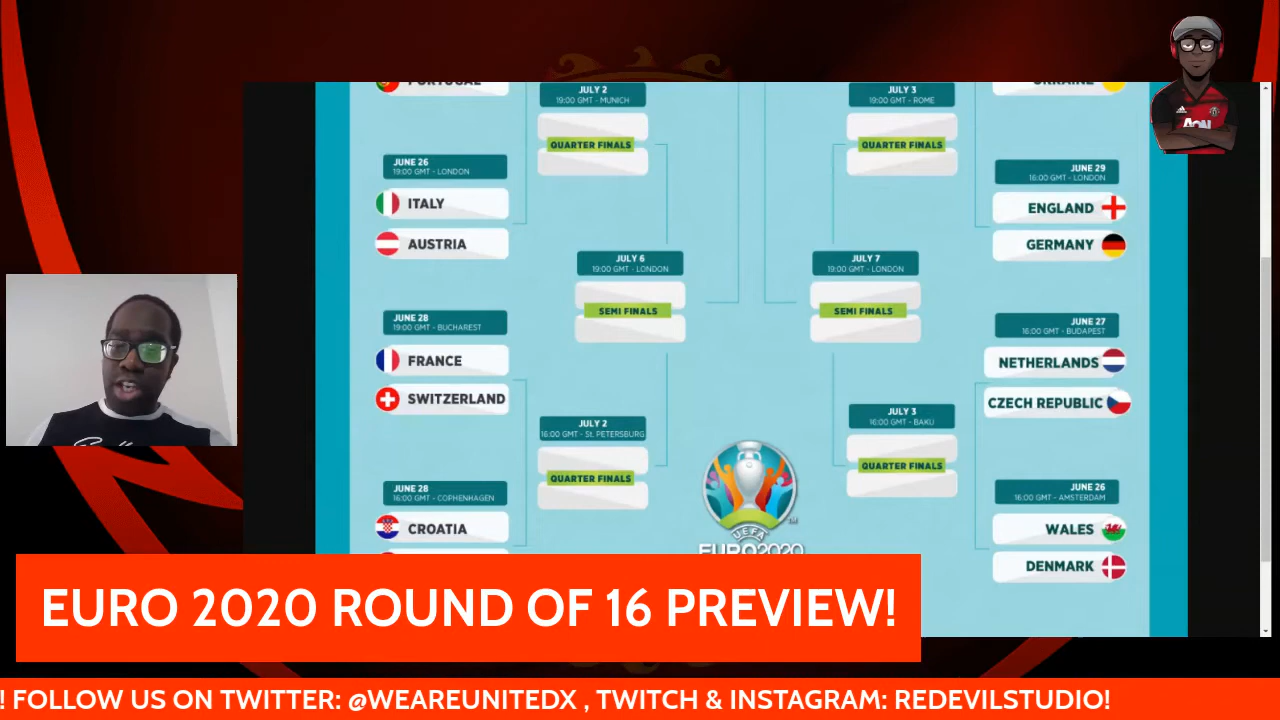 PORTUGAL
JULY 2
19:00 GMT - MUNICH
QUARTER FINALS
JUNE 26
19:00 GMT - LONDON
ITALY
AUSTRIA
JULY 6
19:00 GMT - LONDON
SEMI FINALS
JUNE 28
19:00 GMT - BUCHAREST
FRANCE
SWITZERLAND
JULY 2
16:00 GMT - St. PETERSBURG
QUARTER FINALS
JUNE 28
16:00 GMT - COPHENHAGEN
CROATIA
UKRAINE
JULY 3
19:00 GMT - ROME
QUARTER FINALS
JUNE 29
16:00 GMT - LONDON
ENGLAND
GERMANY
JULY 7
19:00 GMT - LONDON
SEMI FINALS
JUNE 27
16:00 GMT - BUDAPEST
NETHERLANDS
CZECH REPUBLIC
JULY 3
16:00 GMT - BAKU
QUARTER FINALS
JUNE 26
16:00 GMT - AMSTERDAM
WALES
DENMARK
UEFA
EURO2020
TM
AON
EURO 2020 ROUND OF 16 PREVIEW!
! FOLLOW US ON TWITTER: @WEAREUNITEDX , TWITCH & INSTAGRAM: REDEVILSTUDIO!